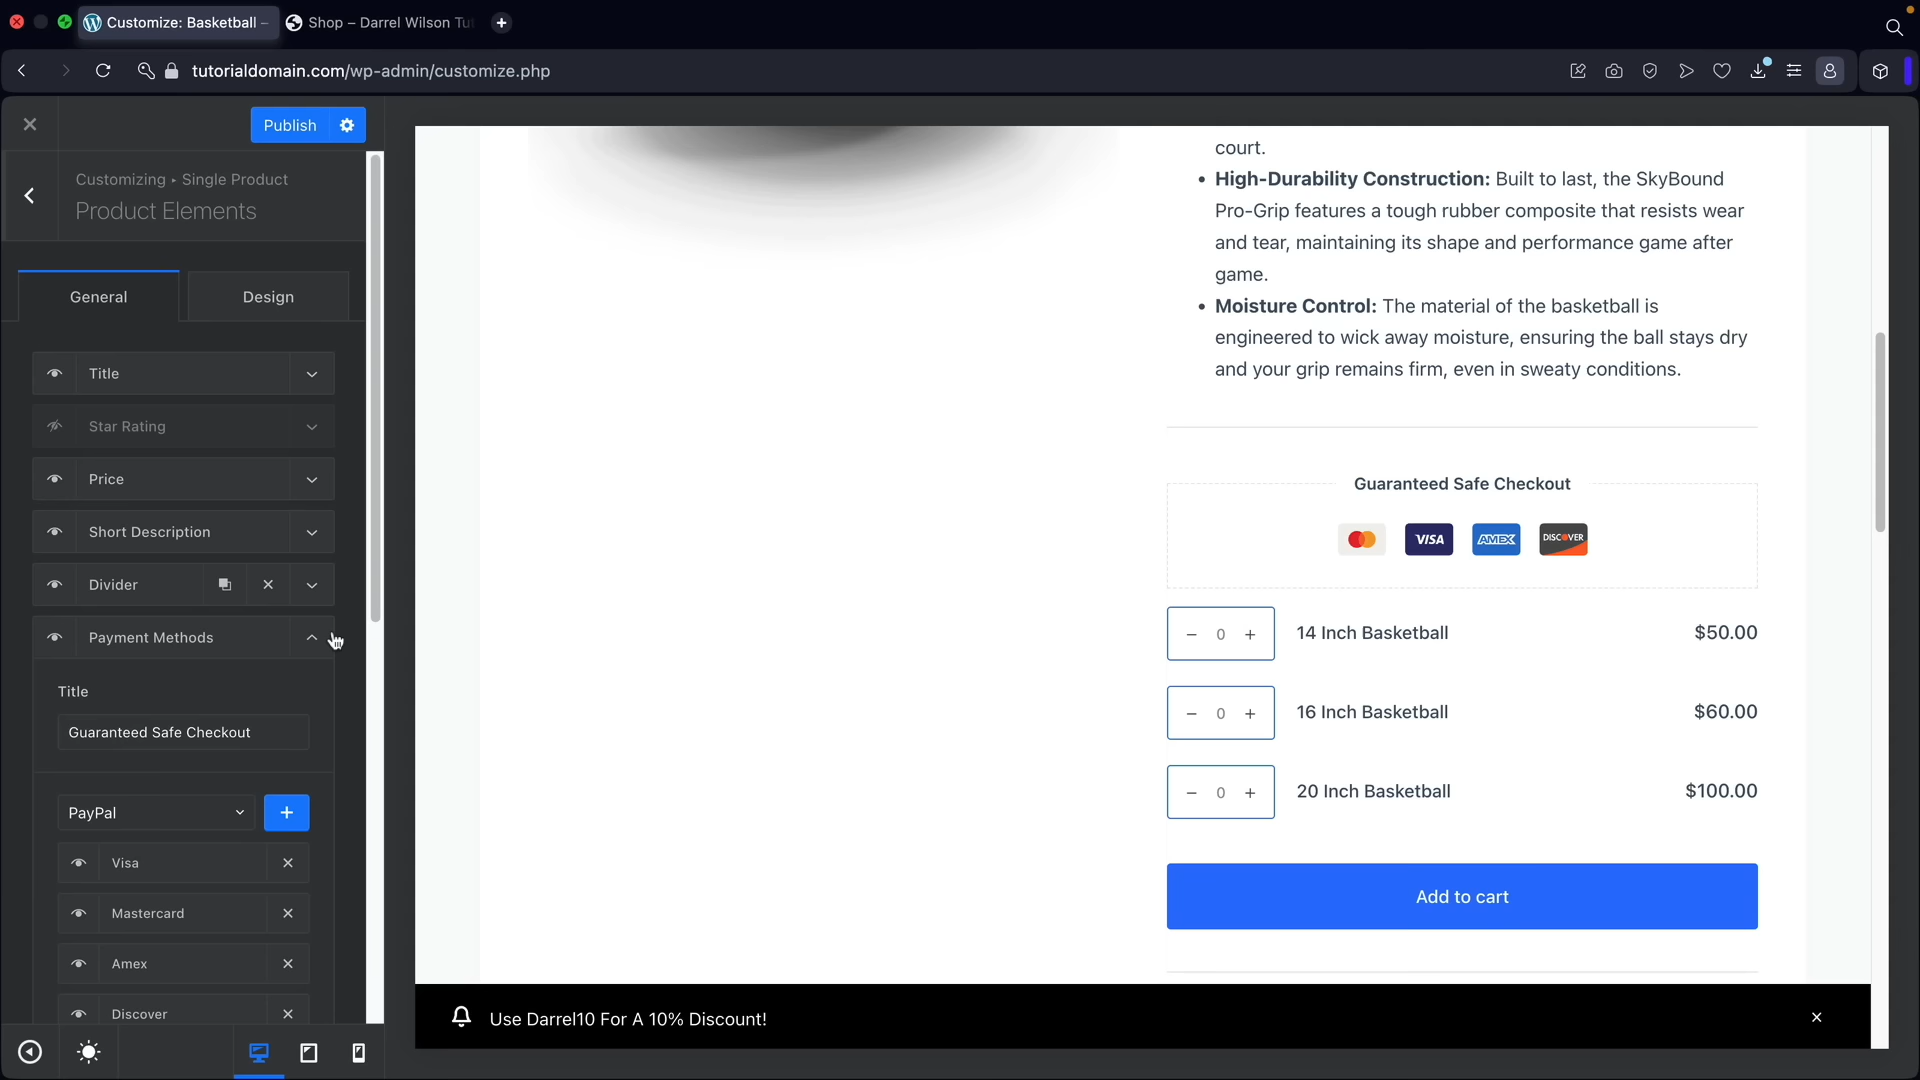 Customize: Basketball –
Shop – Darrel Wilson Tut
tutorialdomain.com/wp-admin/customize.php
Publish
Customizing ▸ Single Product
Product Elements
General
Design
Title
Star Rating
Price
Short Description
Divider
Payment Methods
Title
Guaranteed Safe Checkout
PayPal
Visa
Mastercard
Amex
Discover
court.
• High-Durability Construction: Built to last, the SkyBound
Pro-Grip features a tough rubber composite that resists wear
and tear, maintaining its shape and performance game after
game.
• Moisture Control: The material of the basketball is
engineered to wick away moisture, ensuring the ball stays dry
and your grip remains firm, even in sweaty conditions.
Guaranteed Safe Checkout
VISA AMEX DISCOVER
− 0 + 14 Inch Basketball $50.00
− 0 + 16 Inch Basketball $60.00
− 0 + 20 Inch Basketball $100.00
Add to cart
Use Darrel10 For A 10% Discount!